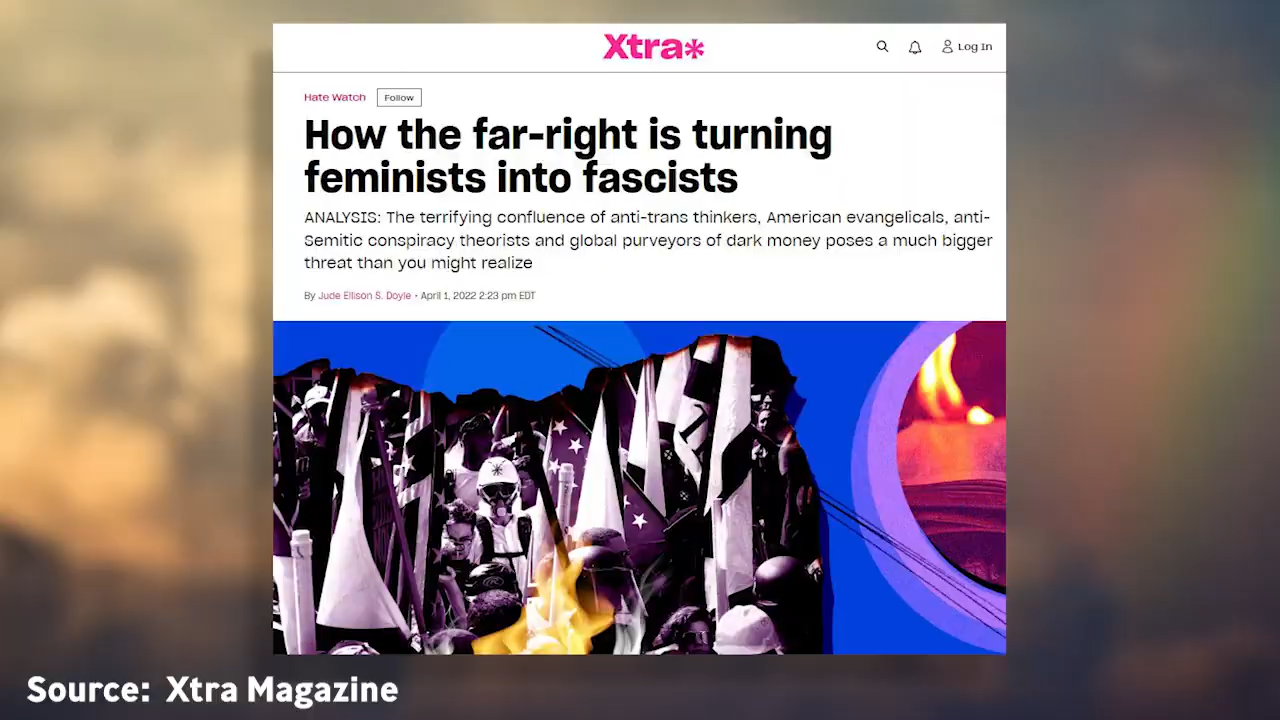 Xtra*
Log In
Hate Watch Follow
How the far-right is turning
feminists into fascists
ANALYSIS: The terrifying confluence of anti-trans thinkers, American evangelicals, anti-
Semitic conspiracy theorists and global purveyors of dark money poses a much bigger
threat than you might realize
By Jude Ellison S. Doyle • April 1, 2022 2:23 pm EDT
Source: Xtra Magazine